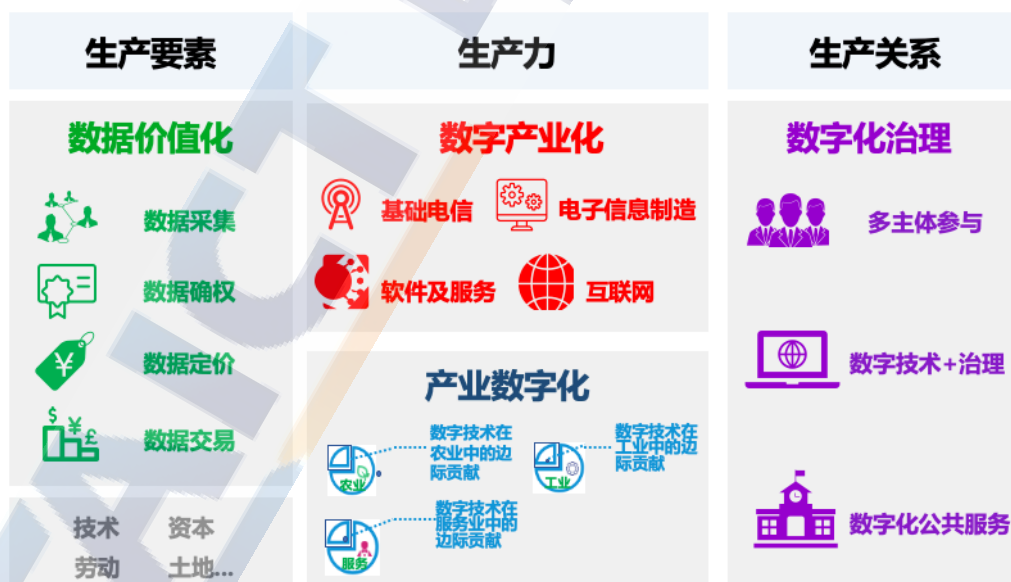 生产要素
生产力
生产关系
数据价值化
数据采集
数据确权
¥
数据定价
$ ¥ £
数据交易
技术 资本
劳动 土地...
数字产业化
基础电信 电子信息制造
软件及服务 互联网
产业数字化
农业
数字技术在
农业中的边
际贡献
工业
数字技术在
工业中的边
际贡献
服务
数字技术在
服务业中的
边际贡献
数字化治理
多主体参与
数字技术+治理
数字化公共服务
CAICT